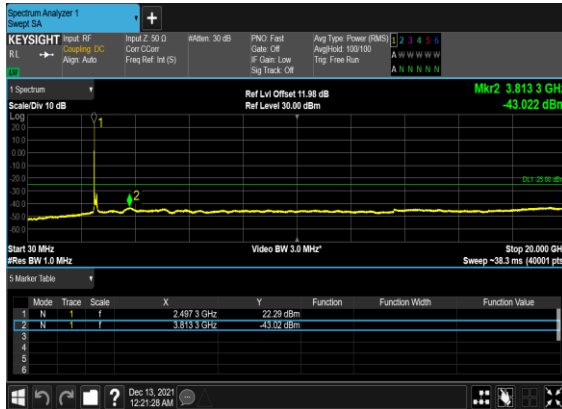 Spectrum Analyzer 1
Swept SA
KEYSIGHT
RL
Input: RF
Coupling: DC
Align: Auto
Input Z: 50 Ω
Corr CCorr
Freq Ref: Int (S)
#Atten: 30 dB
PNO: Fast
Gate: Off
IF Gain: Low
Sig Track: Off
Avg Type: Power (RMS)
Avg|Hold: 100/100
Trig: Free Run
1 2 3 4 5 6
A W W W W W
A N N N N N
LXI
1 Spectrum
Scale/Div 10 dB
Ref Lvl Offset 11.98 dB
Ref Level 30.00 dBm
Mkr2 3.813 3 GHz
-43.022 dBm
Log
20.0
10.0
0.00
-10.0
-20.0
-30.0
-40.0
-50.0
-60.0
1
2
DL1 -25.00 dBm
Start 30 MHz
#Res BW 1.0 MHz
Video BW 3.0 MHz*
Stop 20.000 GH
Sweep ~38.3 ms (40001 pts
5 Marker Table
Mode Trace Scale X Y Function Function Width Function Value
1 N 1 f 2.497 3 GHz 22.29 dBm
2 N 1 f 3.813 3 GHz -43.02 dBm
3
4
5
6
?
Dec 13, 2021
12:21:28 AM